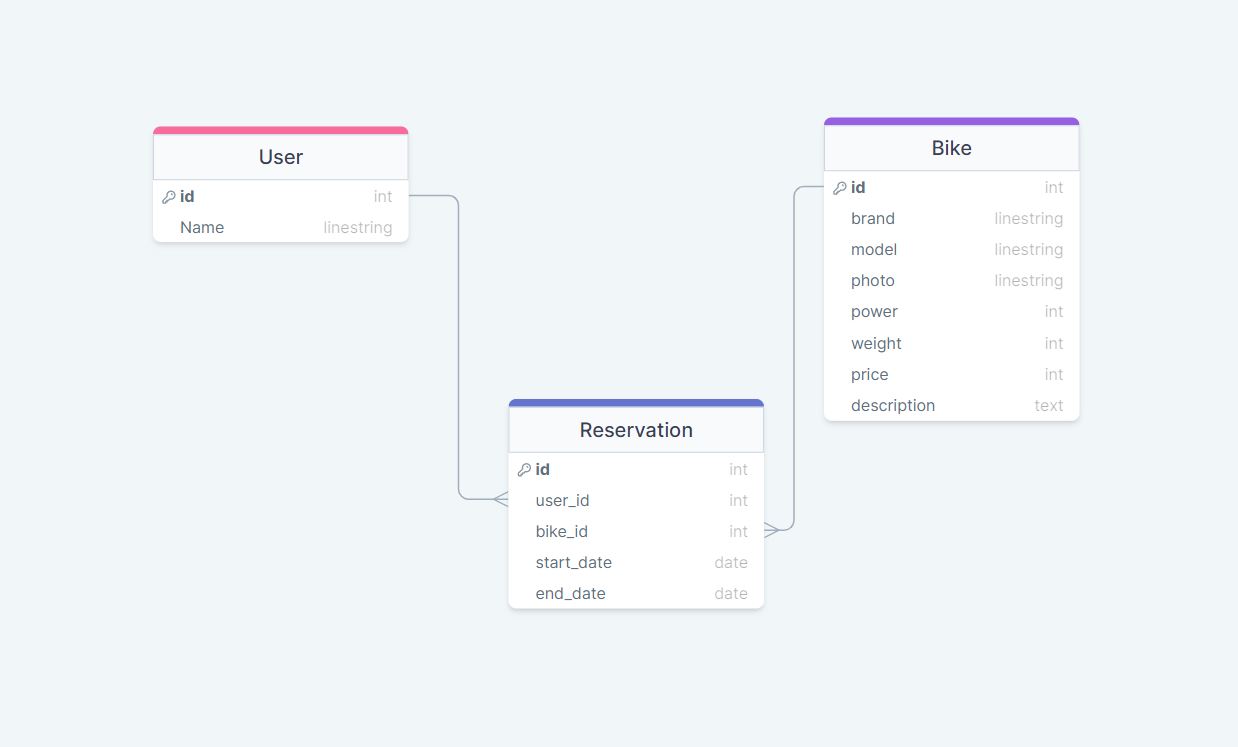 User
id int
Name linestring
Bike
id int
brand linestring
model linestring
photo linestring
power int
weight int
price int
description text
Reservation
id int
user_id int
bike_id int
start_date date
end_date date